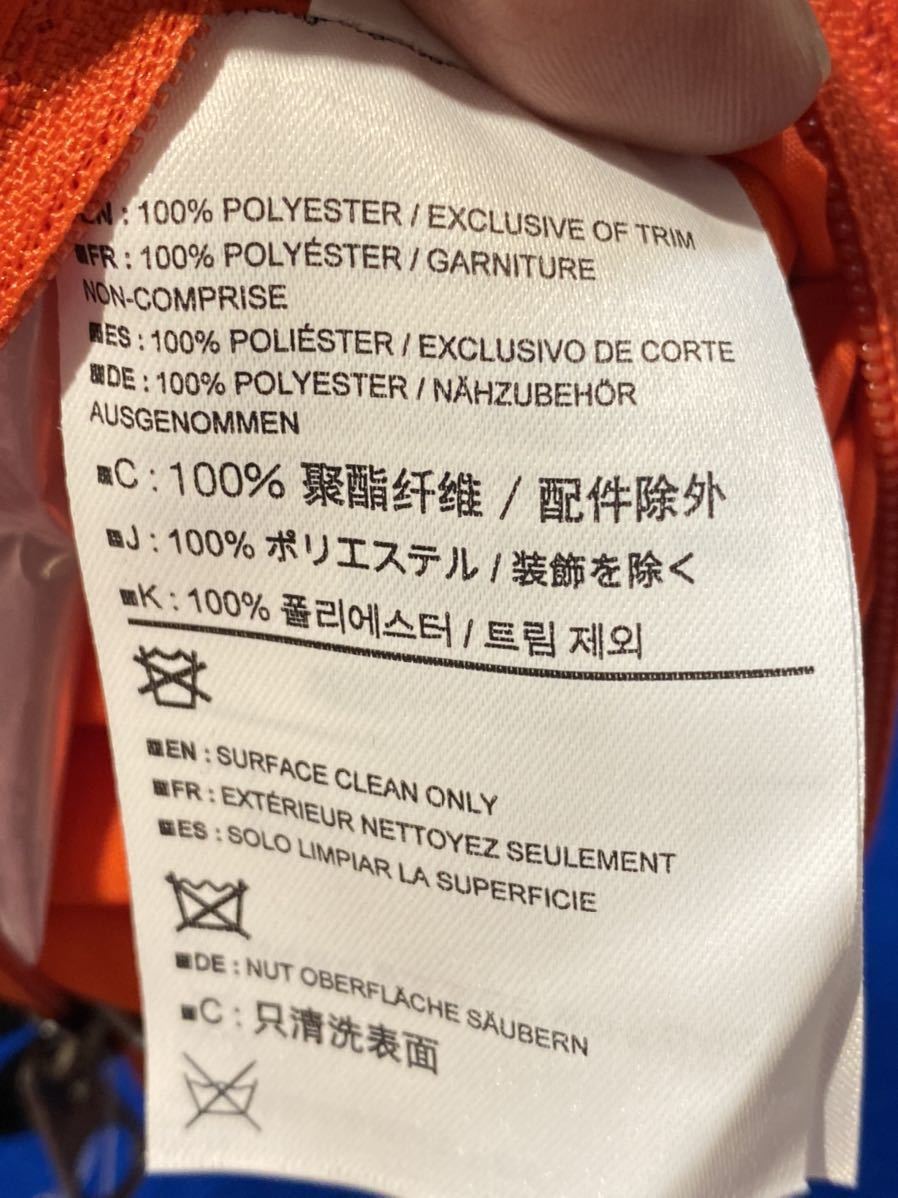 EN : 100% POLYESTER / EXCLUSIVE OF TRIM
FR : 100% POLYÉSTER / GARNITURE
NON-COMPRISE
ES : 100% POLIÉSTER / EXCLUSIVO DE CORTE
DE : 100% POLYESTER / NÄHZUBEHÖR
AUSGENOMMEN
C : 100% 聚酯纤维 / 配件除外
J : 100% ポリエステル / 装飾を除く
K : 100% 폴리에스터 / 트림 제외
EN : SURFACE CLEAN ONLY
FR : EXTÉRIEUR NETTOYEZ SEULEMENT
ES : SOLO LIMPIAR LA SUPERFICIE
DE : NUT OBERFLÄCHE SÄUBERN
C : 只清洗表面